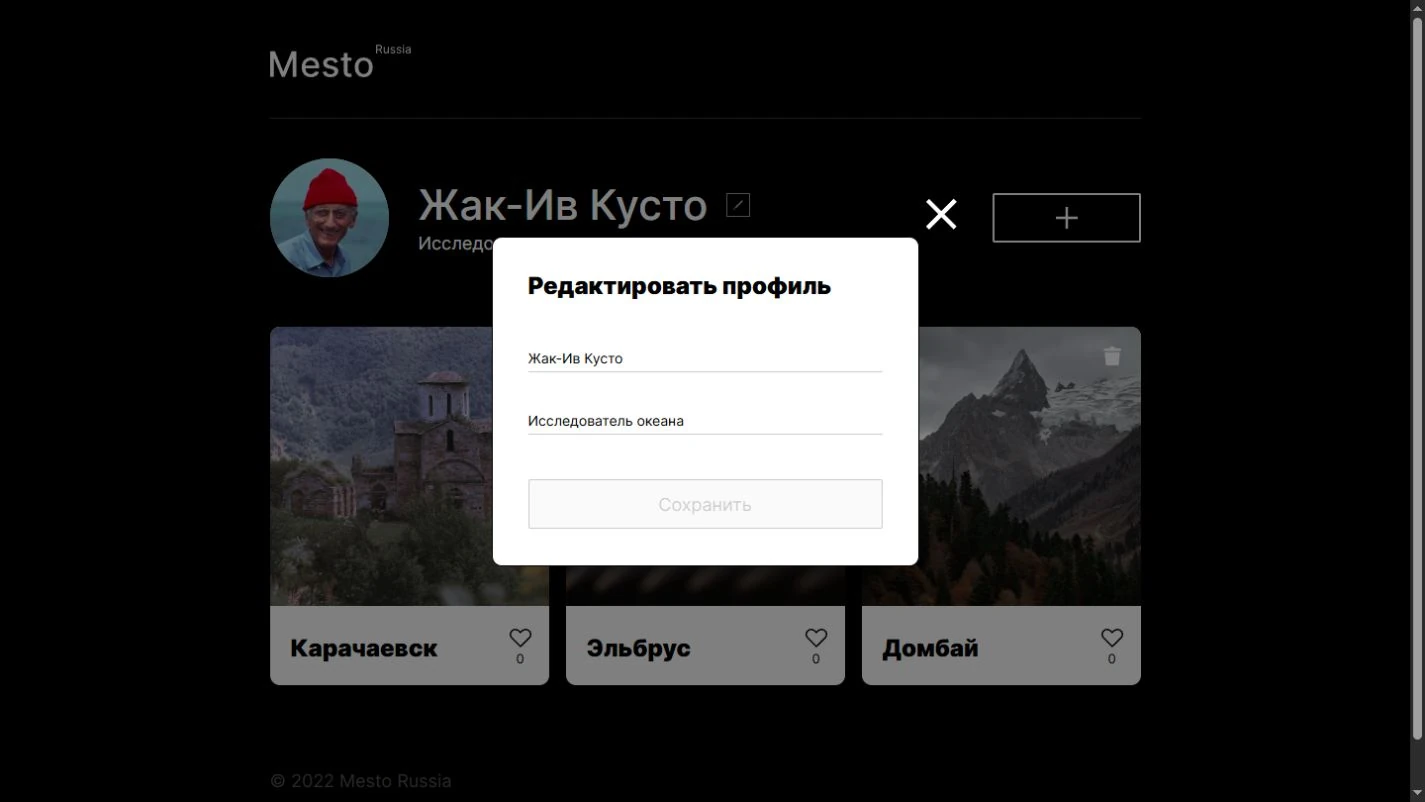 Mesto Russia
Жак-Ив Кусто
Исследо
Редактировать профиль
Жак-Ив Кусто
Исследователь океана
Сохранить
Карачаевск
0
Эльбрус
0
Домбай
0
© 2022 Mesto Russia